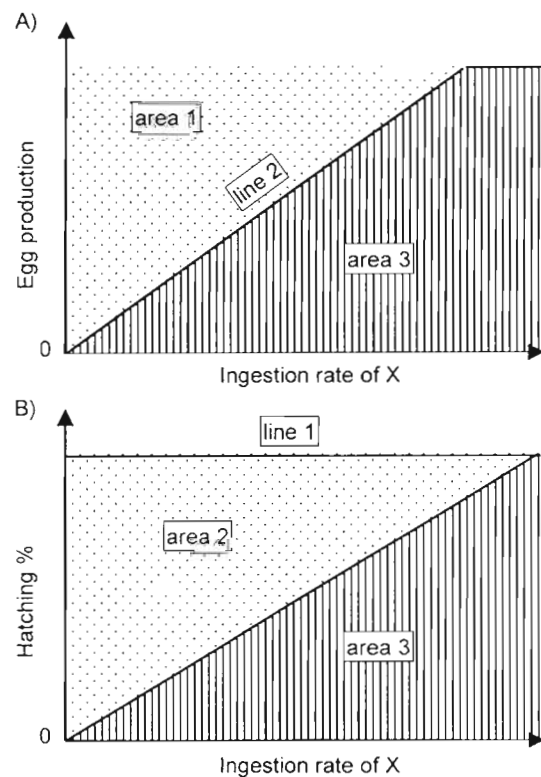 A)
area 1
line 2
area 3
Egg production
0
Ingestion rate of X
B)
line 1
area 2
area 3
Hatching %
0
Ingestion rate of X